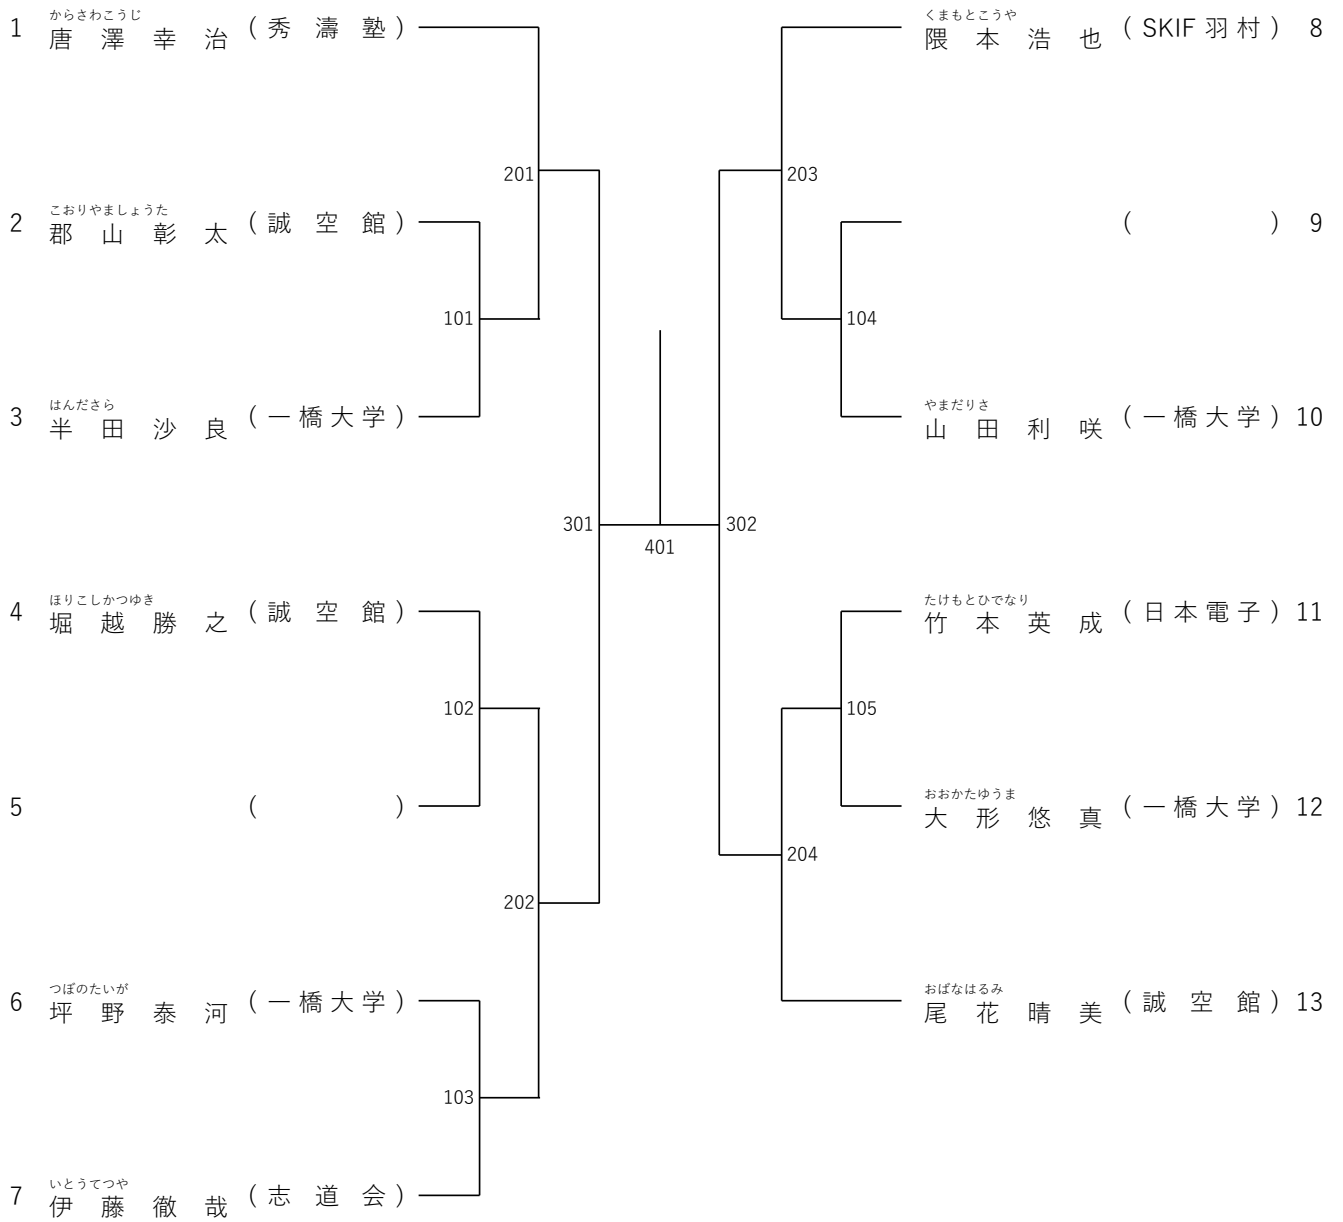 からさわこうじ
1 唐澤幸治 (秀濤塾)
こおりやましょうた
2 郡山彰太 (誠空館)
はんださら
3 半田沙良 (一橋大学)
ほりこしかつゆき
4 堀越勝之 (誠空館)
5 ( )
つぼのたいが
6 坪野泰河 (一橋大学)
いとうてつや
7 伊藤徹哉 (志道会)
201
101
301
102
202
103
401
203
104
302
105
204
くまもとこうや
隈本浩也 (SKIF羽村) 8
( ) 9
やまだりさ
山田利咲 (一橋大学) 10
たけもとひでなり
竹本英成 (日本電子) 11
おおかたゆうま
大形悠真 (一橋大学) 12
おばなはるみ
尾花晴美 (誠空館) 13